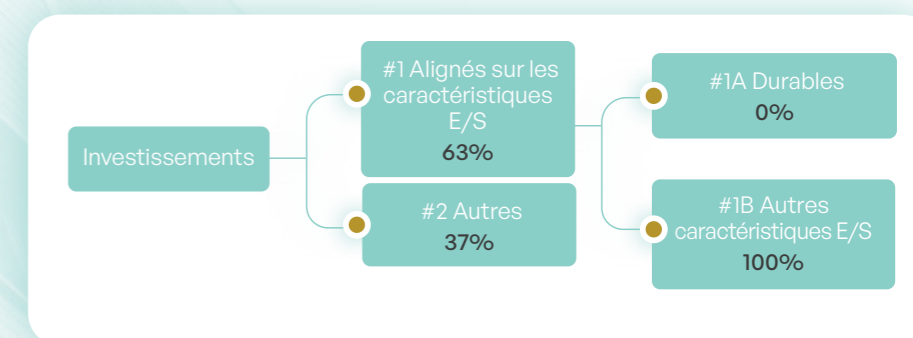 Investissements
#1 Alignés sur les
caractéristiques
E/S
63%
#2 Autres
37%
#1A Durables
0%
#1B Autres
caractéristiques E/S
100%